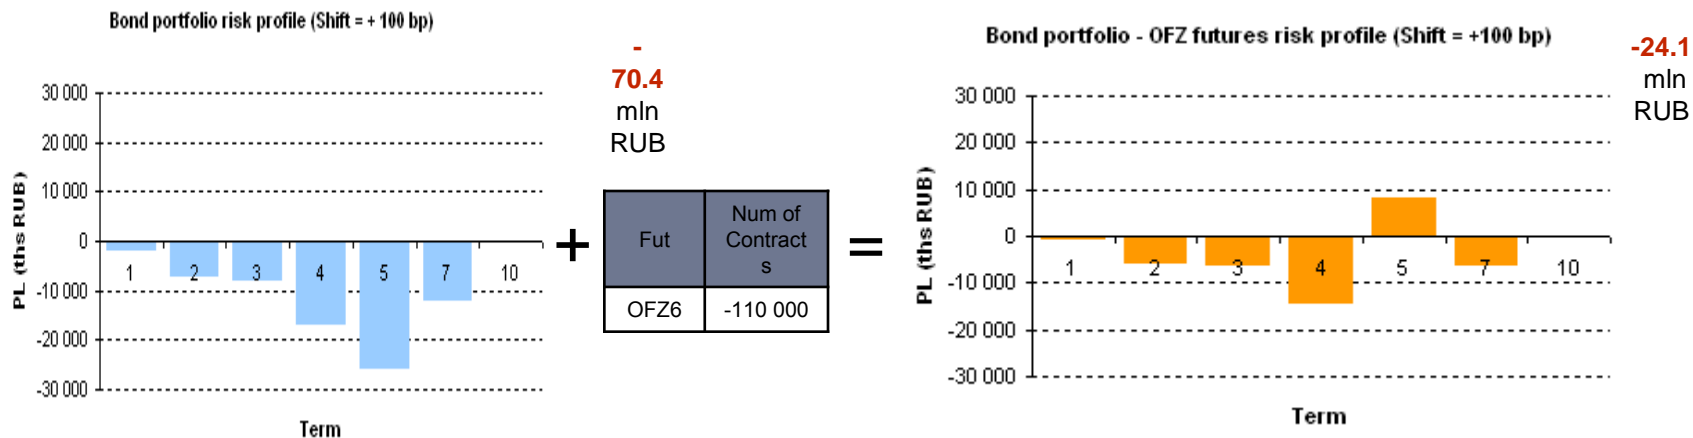 Bond portfolio risk profile (Shift = + 100 bp)
-
70.4
mln
RUB
30 000
20 000
10 000
0
-10 000
-20 000
-30 000
PL (ths RUB)
1 2 3 4 5 7 10
Term
+
Fut
Num of
Contract
s
OFZ6 -110 000
=
Bond portfolio - OFZ futures risk profile (Shift = +100 bp)
-24.1
mln
RUB
30 000
20 000
10 000
0
-10 000
-20 000
-30 000
PL (ths RUB)
1 2 3 4 5 7 10
Term